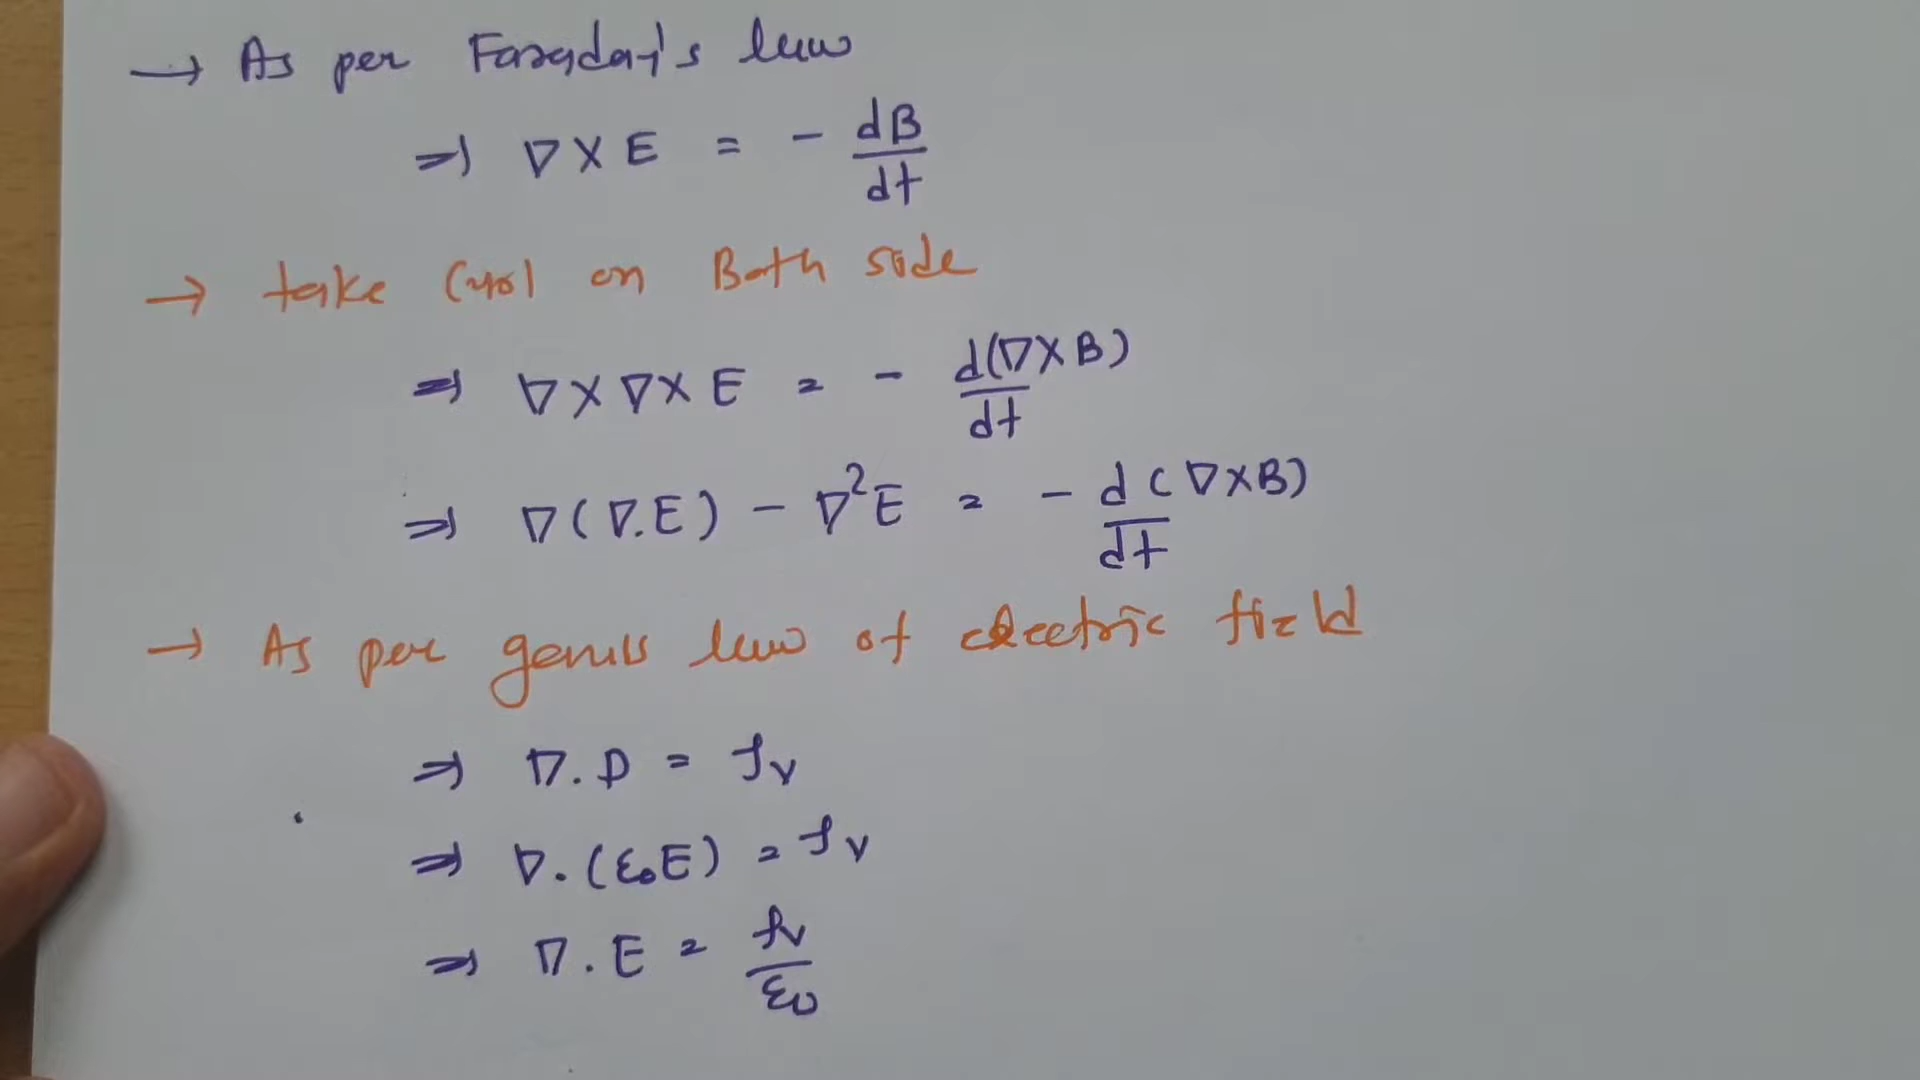 → As per Faraday's law
⇒ ∇ X E = - dB/dt
→ take Curl on Both side
⇒ ∇ X ∇ X E = - d(∇ X B)/dt
⇒ ∇(∇.E) - ∇²E = - d(∇XB)/dt
→ As per gauss law of electric field
⇒ ∇.D = ρv
⇒ ∇.(ε₀E) = ρv
⇒ ∇.E = ρv/ε₀